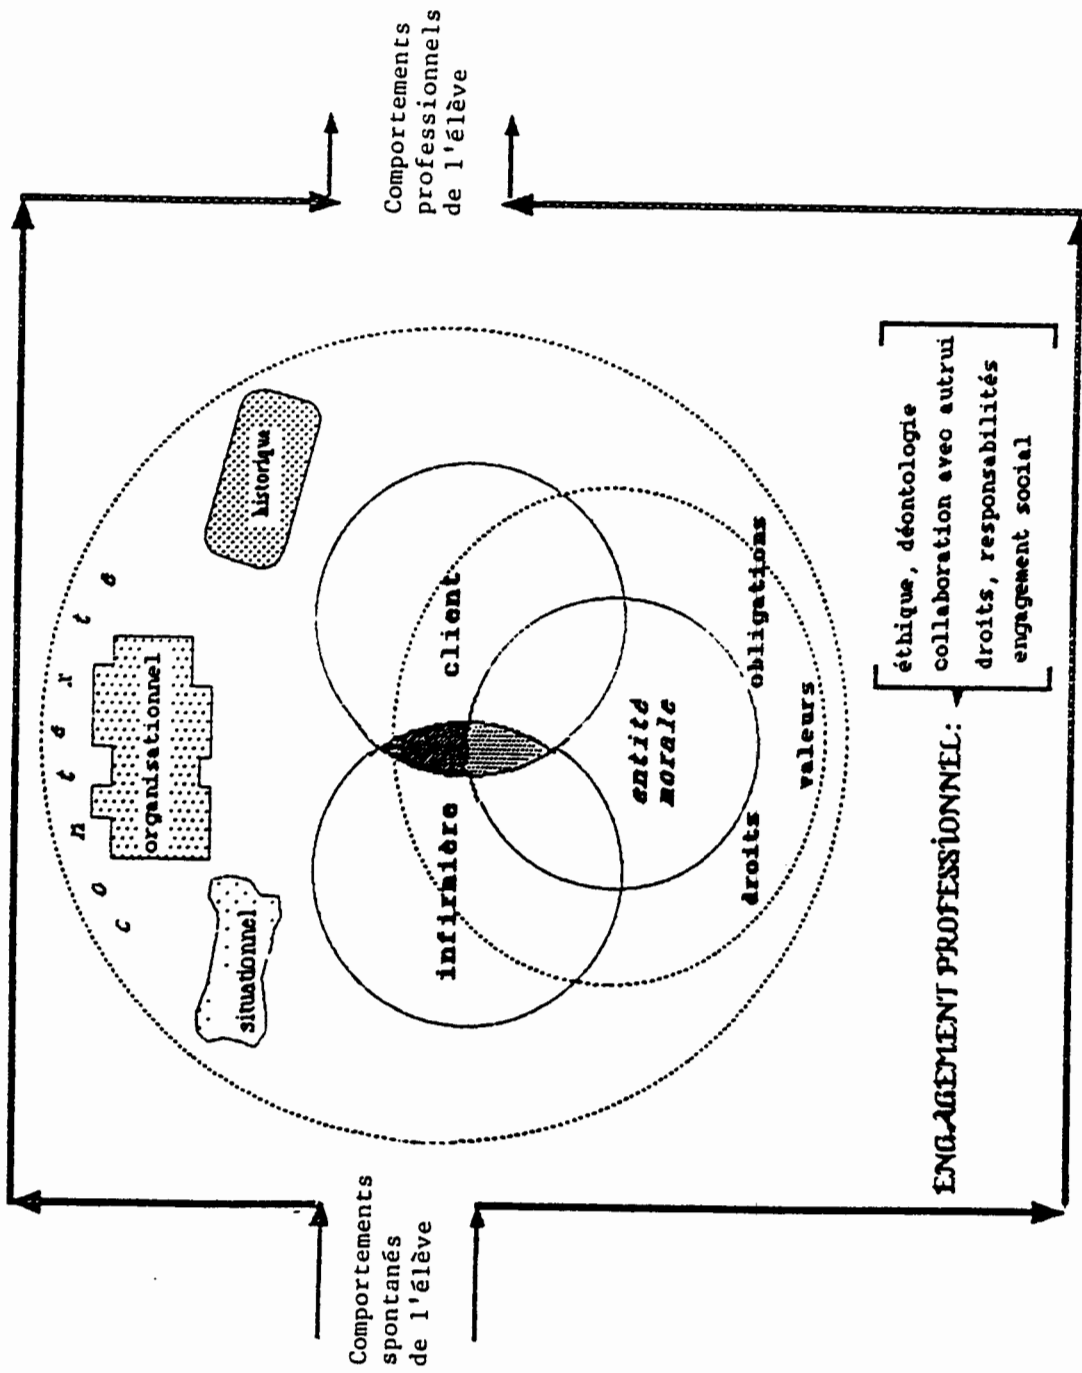 Comportements
spontanés
de l'élève
Comportements
professionnels
de l'élève
contexte
situationnel
organisationnel
historique
infirmière
client
entité
morale
droits
obligations
valeurs
ENGAGEMENT PROFESSIONNEL:
éthique, déontologie
collaboration avec autrui
droits, responsabilités
engagement social